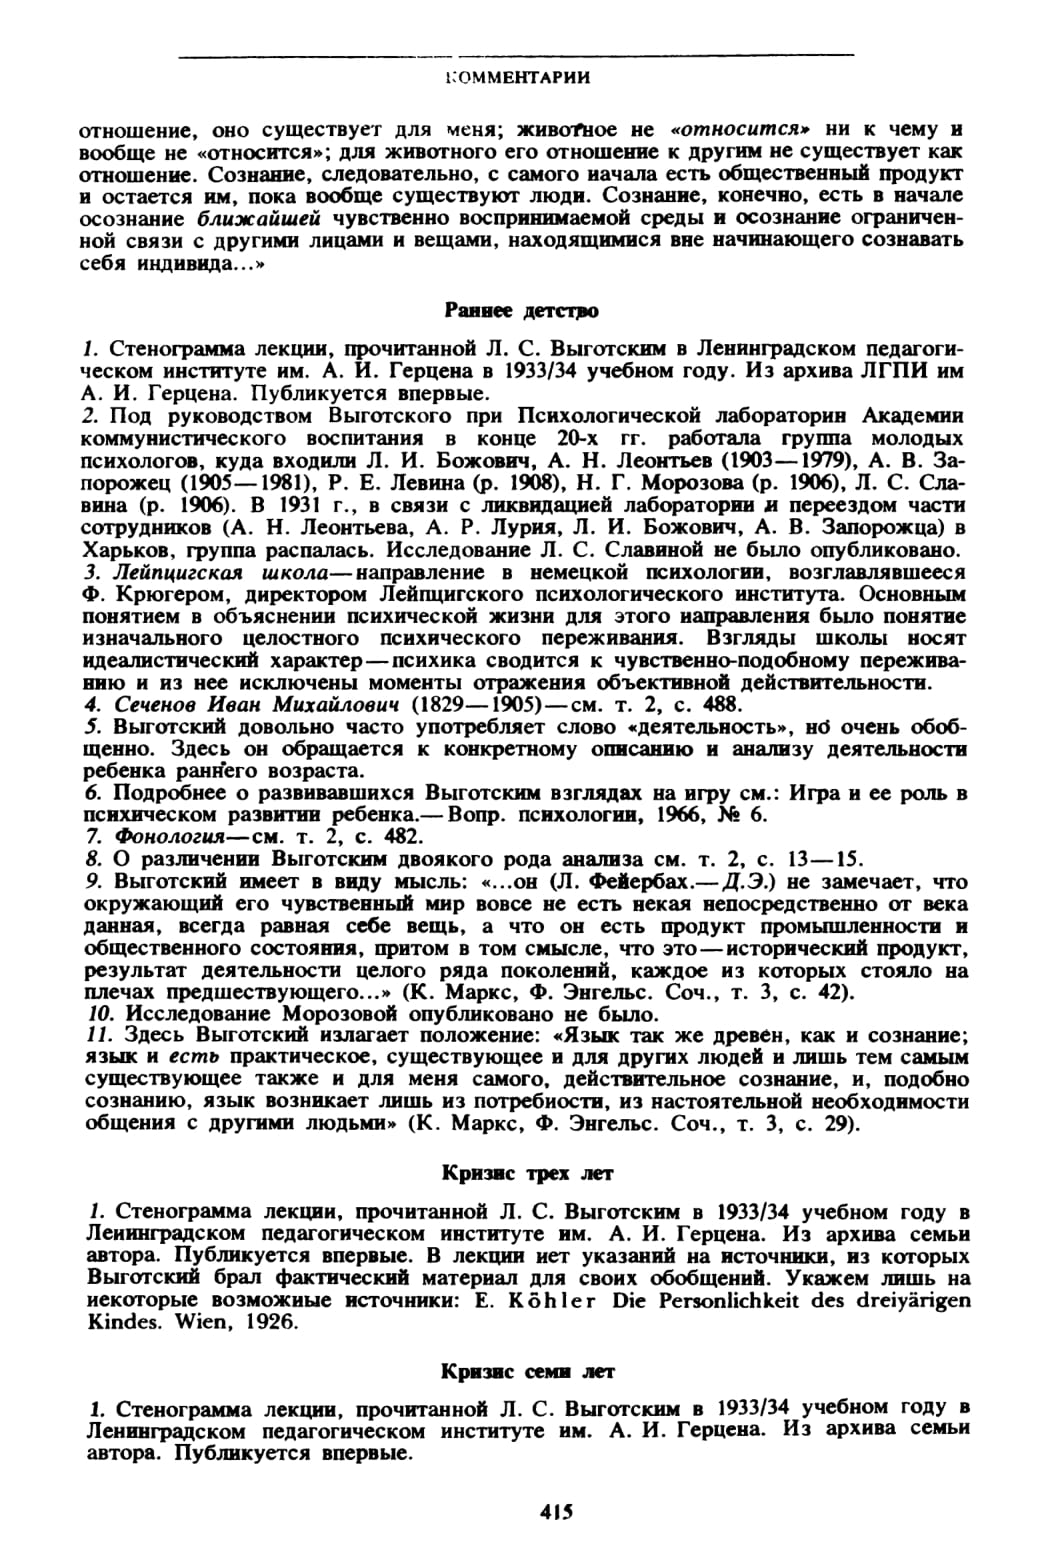 КОММЕНТАРИИ
отношение, оно существует для меня; животное не «относится» ни к чему и
вообще не «относится»; для животного его отношение к другим не существует как
отношение. Сознание, следовательно, с самого начала есть общественный продукт
и остается им, пока вообще существуют люди. Сознание, конечно, есть в начале
осознание ближайшей чувственно воспринимаемой среды и осознание ограничен-
ной связи с другими лицами и вещами, находящимися вне начинающего сознавать
себя индивида...»
Раннее детство
1. Стенограмма лекции, прочитанной Л. С. Выготским в Ленинградском педагоги-
ческом институте им. А. И. Герцена в 1933/34 учебном году. Из архива ЛГПИ им
А. И. Герцена. Публикуется впервые.
2. Под руководством Выготского при Психологической лаборатории Академии
коммунистического воспитания в конце 20-х гг. работала группа молодых
психологов, куда входили Л. И. Божович, А. Н. Леонтьев (1903—1979), А. В. За-
порожец (1905—1981), Р. Е. Левина (р. 1908), Н. Г. Морозова (р. 1906), Л. С. Сла-
вина (р. 1906). В 1931 г., в связи с ликвидацией лаборатории и переездом части
сотрудников (А. Н. Леонтьева, А. Р. Лурия, Л. И. Божович, А. В. Запорожца) в
Харьков, группа распалась. Исследование Л. С. Славиной не было опубликовано.
3. Лейпцигская школа—направление в немецкой психологии, возглавлявшееся
Ф. Крюгером, директором Лейпцигского психологического института. Основным
понятием в объяснении психической жизни для этого направления было понятие
изначального целостного психического переживания. Взгляды школы носят
идеалистический характер—психика сводится к чувственно-подобному пережива-
нию и из нее исключены моменты отражения объективной действительности.
4. Сеченов Иван Михайлович (1829—1905)—см. т. 2, с. 488.
5. Выготский довольно часто употребляет слово «деятельность», но очень обоб-
щенно. Здесь он обращается к конкретному описанию и анализу деятельности
ребенка раннего возраста.
6. Подробнее о развивавшихся Выготским взглядах на игру см.: Игра и ее роль в
психическом развитии ребенка.—Вопр. психологии, 1966, № 6.
7. Фонология—см. т. 2, с. 482.
8. О различении Выготским двоякого рода анализа см. т. 2, с. 13—15.
9. Выготский имеет в виду мысль: «...он (Л. Фейербах.—Д.Э.) не замечает, что
окружающий его чувственный мир вовсе не есть некая непосредственно от века
данная, всегда равная себе вещь, а что он есть продукт промышленности и
общественного состояния, притом в том смысле, что это—исторический продукт,
результат деятельности целого ряда поколений, каждое из которых стояло на
плечах предшествующего...» (К. Маркс, Ф. Энгельс. Соч., т. 3, с. 42).
10. Исследование Морозовой опубликовано не было.
11. Здесь Выготский излагает положение: «Язык так же древен, как и сознание;
язык и есть практическое, существующее и для других людей и лишь тем самым
существующее также и для меня самого, действительное сознание, и, подобно
сознанию, язык возникает лишь из потребности, из настоятельной необходимости
общения с другими людьми» (К. Маркс, Ф. Энгельс. Соч., т. 3, с. 29).
Кризис трех лет
1. Стенограмма лекции, прочитанной Л. С. Выготским в 1933/34 учебном году в
Ленинградском педагогическом институте им. А. И. Герцена. Из архива семьи
автора. Публикуется впервые. В лекции нет указаний на источники, из которых
Выготский брал фактический материал для своих обобщений. Укажем лишь на
некоторые возможные источники: E. Köhler Die Personlichkeit des dreiyärigen
Kindes. Wien, 1926.
Кризис семи лет
1. Стенограмма лекции, прочитанной Л. С. Выготским в 1933/34 учебном году в
Ленинградском педагогическом институте им. А. И. Герцена. Из архива семьи
автора. Публикуется впервые.
415